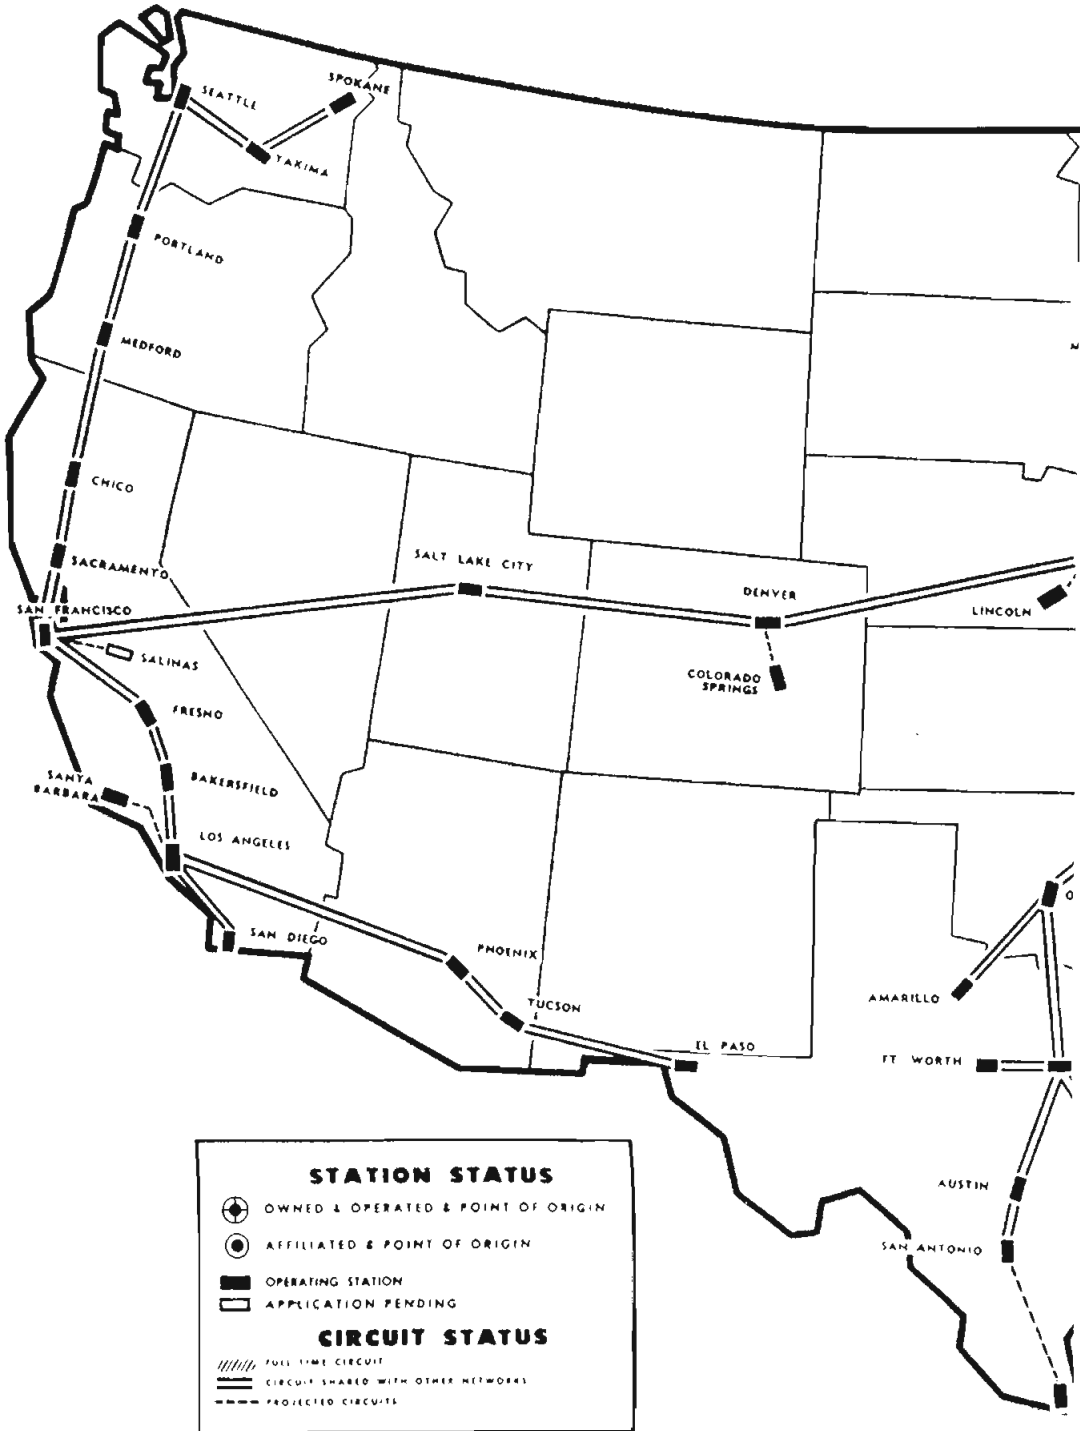 SPOKANE
SEATTLE
YAKIMA
PORTLAND
MEDFORD
CHICO
SACRAMENTO
SALT LAKE CITY
DENVER
SAN FRANCISCO
LINCOLN
SALINAS
COLORADO
SPRINGS
FRESNO
SANTA
BARBARA
BAKERSFIELD
LOS ANGELES
SAN DIEGO
PHOENIX
TUCSON
AMARILLO
EL PASO
FT. WORTH
AUSTIN
SAN ANTONIO
STATION STATUS
OWNED & OPERATED & POINT OF ORIGIN
AFFILIATED & POINT OF ORIGIN
OPERATING STATION
APPLICATION PENDING
CIRCUIT STATUS
FULL TIME CIRCUIT
CIRCUIT SHARED WITH OTHER NETWORKS
PROJECTED CIRCUITS